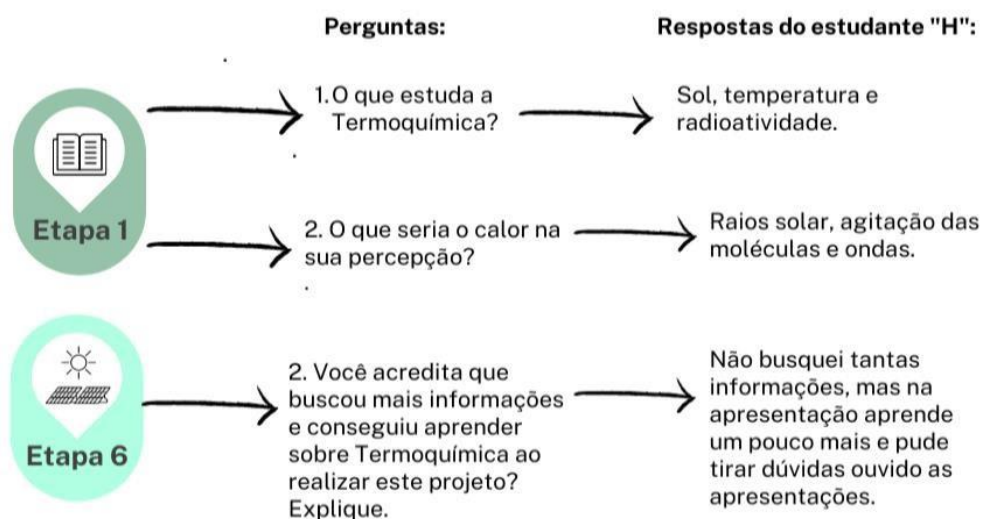 Perguntas:
Respostas do estudante "H":
Etapa 1
1.O que estuda a
Termoquímica?
Sol, temperatura e
radioatividade.
2. O que seria o calor na
sua percepção?
Raios solar, agitação das
moléculas e ondas.
Etapa 6
2. Você acredita que
buscou mais informações
e conseguiu aprender
sobre Termoquímica ao
realizar este projeto?
Explique.
Não busquei tantas
informações, mas na
apresentação aprende
um pouco mais e pude
tirar dúvidas ouvido as
apresentações.